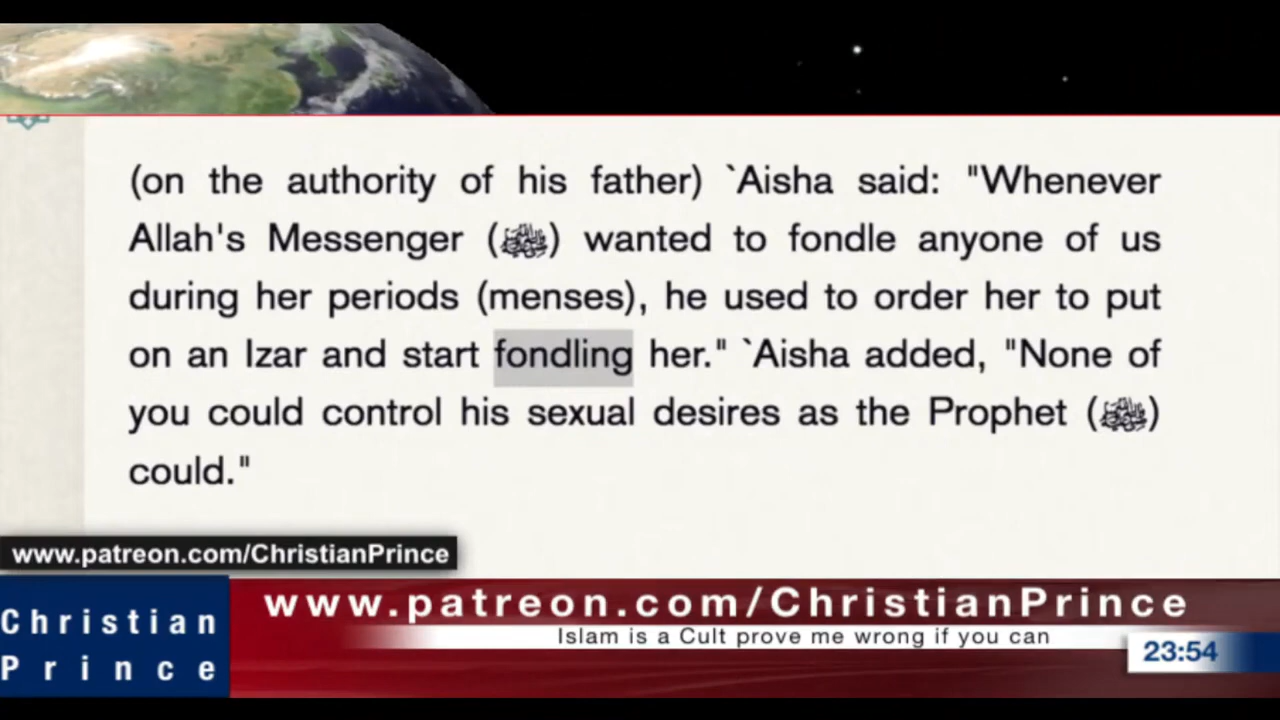 (on the authority of his father) `Aisha said: "Whenever
Allah's Messenger (ﷺ) wanted to fondle anyone of us
during her periods (menses), he used to order her to put
on an Izar and start fondling her." `Aisha added, "None of
you could control his sexual desires as the Prophet (ﷺ)
could."
www.patreon.com/ChristianPrince
Christian
Prince
www.patreon.com/ChristianPrince
Islam is a Cult prove me wrong if you can
23:54